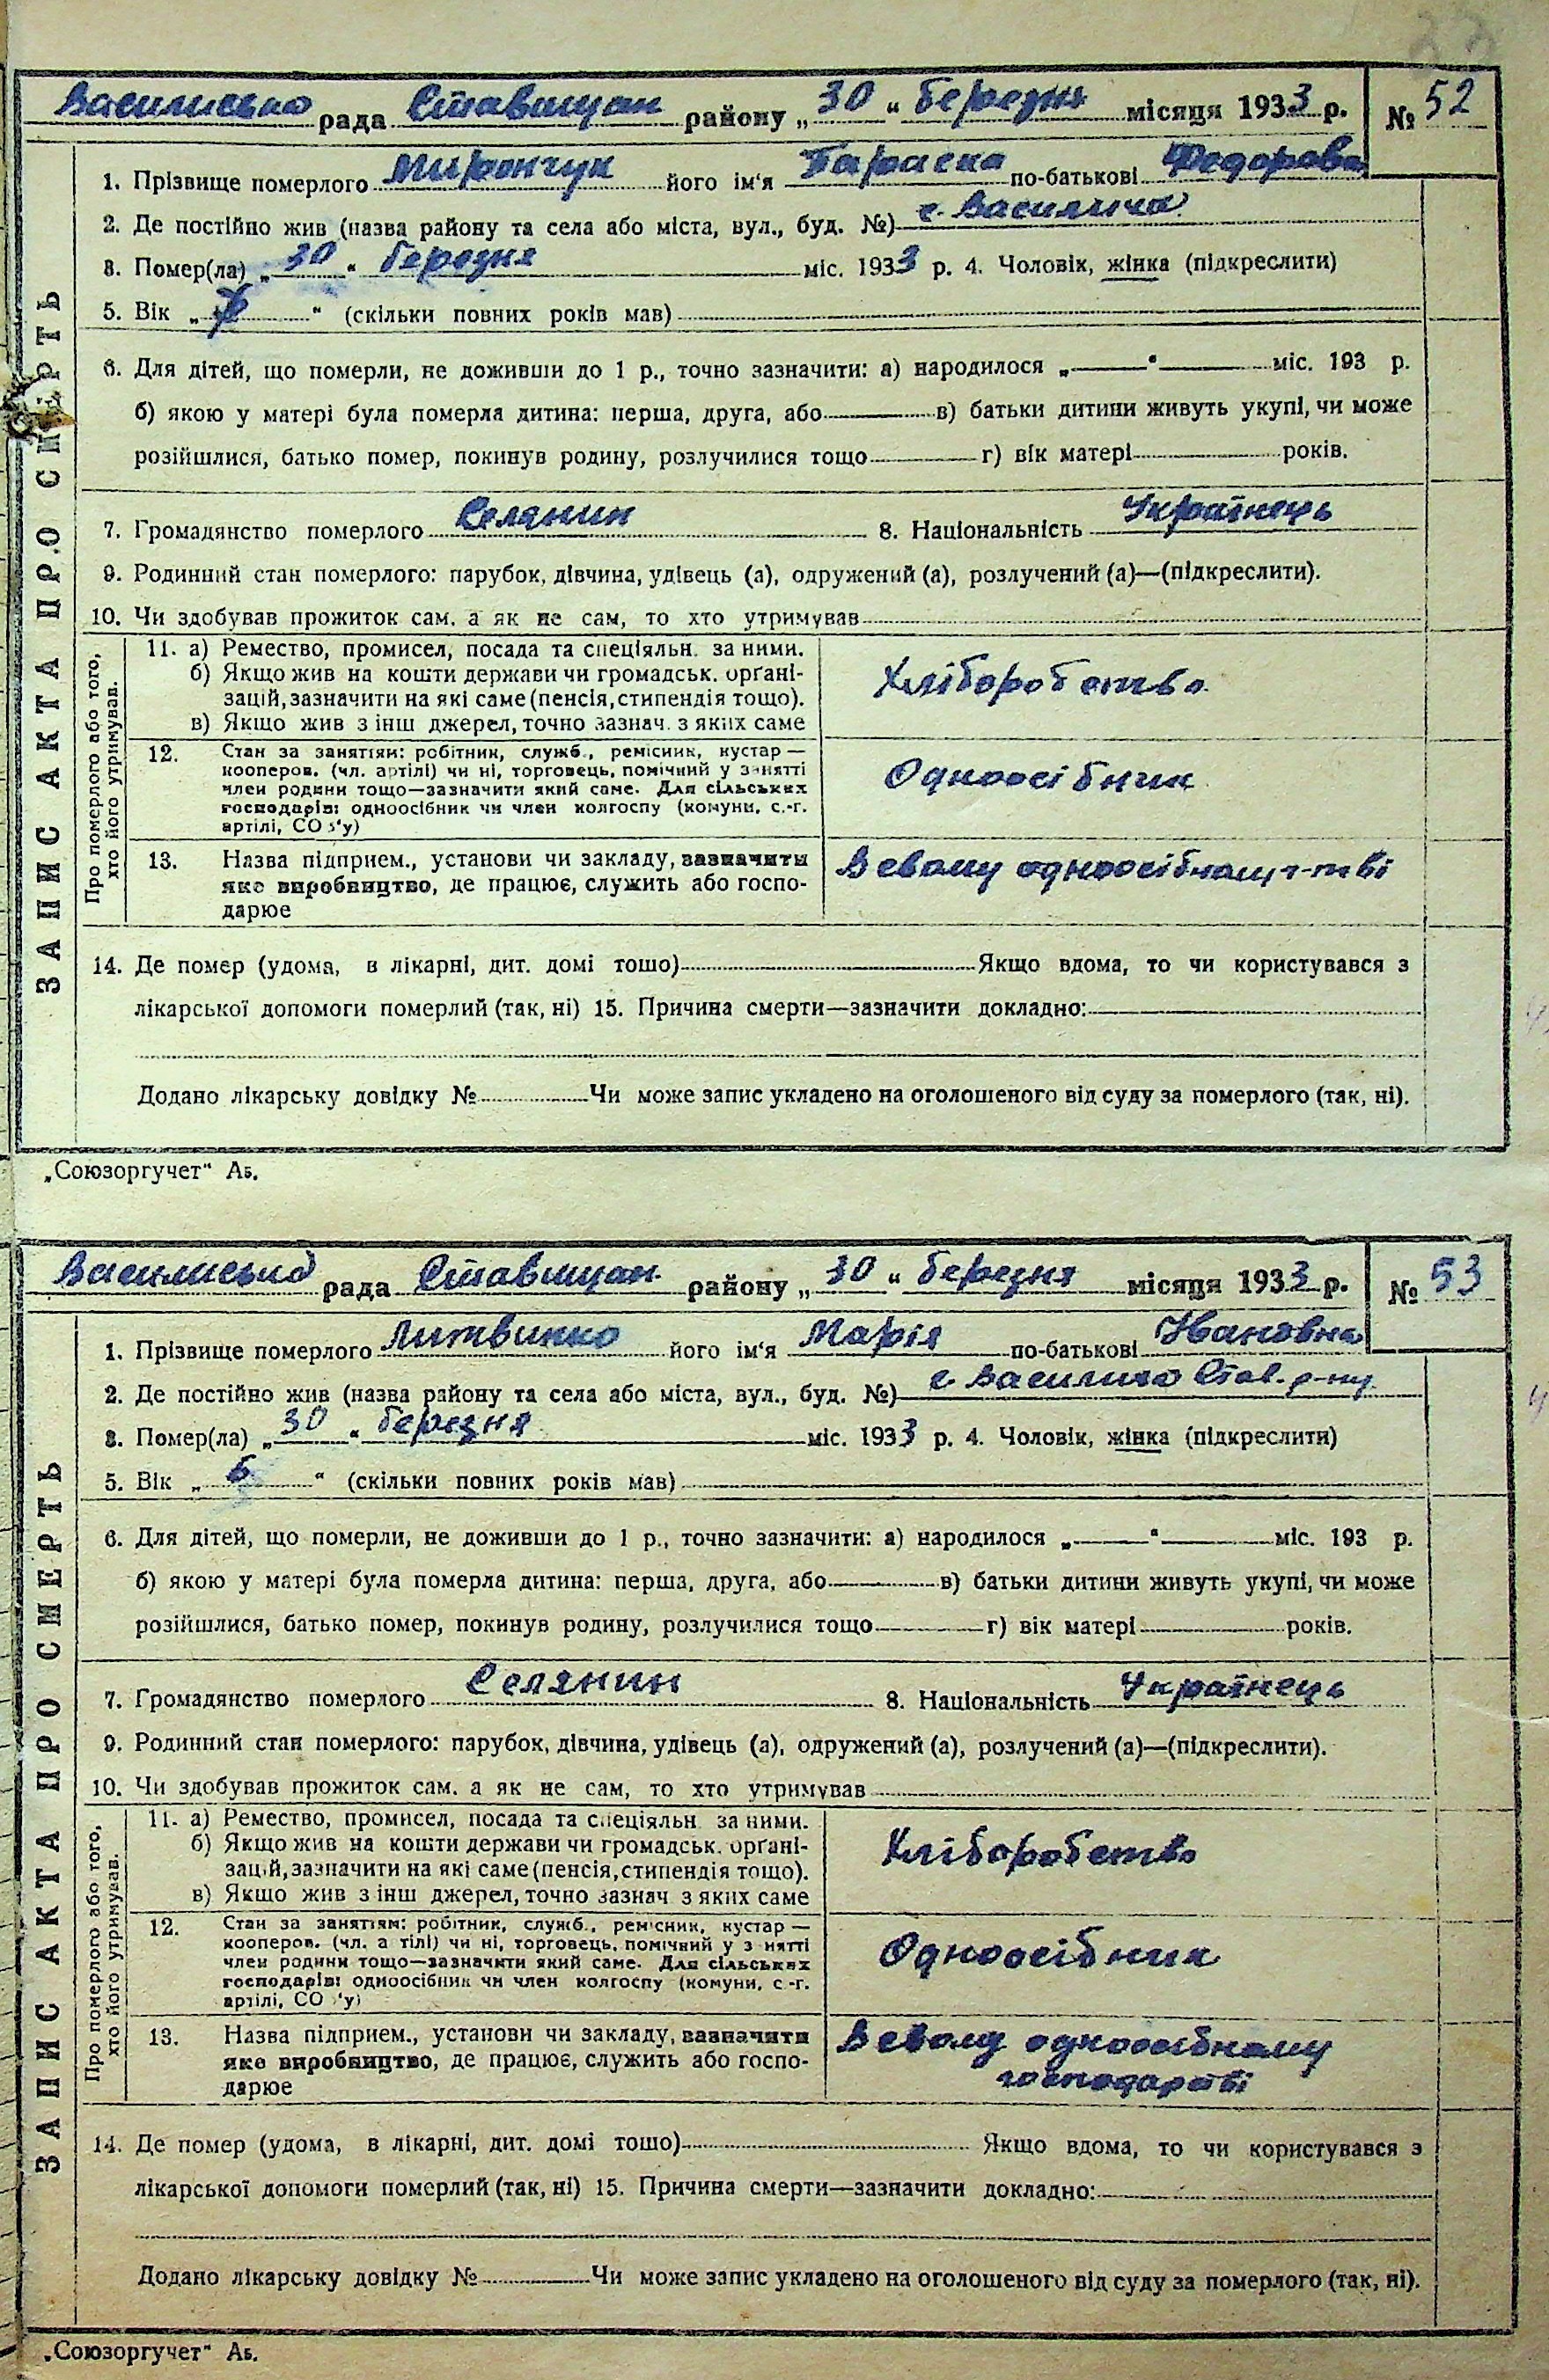 Василисько рада Ставищан району „30" березня місяця 1933 р. № 52
1. Прізвище померлого Мирончук його ім'я Параска по-батькові Федорова
2. Де постійно жив (назва району та села або міста, вул., буд. №) с. Василиха
3. Помер(ла) „30" березня міс. 1933 р. 4. Чоловік, жінка (підкреслити)
5. Вік „ " (скільки повних років мав)
6. Для дітей, що померли, не доживши до 1 р., точно зазначити: а) народилося „ " міс. 193 р.
б) якою у матері була померла дитина: перша, друга, або в) батьки дитини живуть укупі, чи може
розійшлися, батько помер, покинув родину, розлучилися тощо г) вік матері років.
7. Громадянство померлого Селянин 8. Національність Українець
9. Родинний стан померлого: парубок, дівчина, удівець (а), одружений (а), розлучений (а)—(підкреслити).
10. Чи здобував прожиток сам, а як не сам, то хто утримував
Про померлого або того,
хто його утримував.
11. а) Ремество, промисел, посада та спеціяльн. за ними.
б) Якщо жив на кошти держави чи громадськ. орґані-
зацій, зазначити на які саме (пенсія, стипендія тощо).
в) Якщо жив з інш джерел, точно зазнач. з яких саме
Хліборобство
12. Стан за заняттям: робітник, служб., ремісник, кустар —
кооперов. (чл. артілі) чи ні, торговець, помічний у занятті
член родини тощо—зазначити який саме. Для сільських
господарів: одноосібник чи член колгоспу (комуни, с.-г.
артілі, СОз'у)
Одноосібник
13. Назва підприєм., установи чи закладу, зазначити
яке виробництво, де працює, служить або госпо-
дарює
В своему одноосібному г-тві
14. Де помер (удома, в лікарні, дит. домі тощо) Якщо вдома, то чи користувався з
лікарської допомоги померлий (так, ні) 15. Причина смерти—зазначити докладно:
Додано лікарську довідку № Чи може запис укладено на оголошеного від суду за померлого (так, ні).
ЗАПИС АКТА ПРО СМЕРТЬ
„Союзоргучет" Аб.
Василисько рада Ставищан району „30" березня місяця 1933 р. № 53
1. Прізвище померлого Литвинко його ім'я Марія по-батькові Ивановна
2. Де постійно жив (назва району та села або міста, вул., буд. №) с Василиха Став. р-ну
3. Помер(ла) „30" березня міс. 1933 р. 4. Чоловік, жінка (підкреслити)
5. Вік „6" (скільки повних років мав)
6. Для дітей, що померли, не доживши до 1 р., точно зазначити: а) народилося „ " міс. 193 р.
б) якою у матері була померла дитина: перша, друга, або в) батьки дитини живуть укупі, чи може
розійшлися, батько помер, покинув родину, розлучилися тощо г) вік матері років.
7. Громадянство померлого Селянин 8. Національність Українець
9. Родинний стан померлого: парубок, дівчина, удівець (а), одружений (а), розлучений (а)—(підкреслити).
10. Чи здобував прожиток сам, а як не сам, то хто утримував
Про померлого або того,
хто його утримував.
11. а) Ремество, промисел, посада та спеціяльн за ними.
б) Якщо жив на кошти держави чи громадськ. орґані-
зацій, зазначити на які саме (пенсія, стипендія тощо).
в) Якщо жив з інш джерел, точно зазнач з яких саме
Хліборобство
12. Стан за заняттям: робітник, служб., ремісник, кустар —
кооперов. (чл. артілі) чи ні, торговець, помічний у занятті
член родини тощо—зазначити який саме. Для сільських
господарів: одноосібник чи член колгоспу (комуни, с.-г.
артілі, СОз'у)
Одноосібник
13. Назва підприєм., установи чи закладу, зазначити
яке виробництво, де працює, служить або госпо-
дарює
В своему одноосібному
господарстві
14. Де помер (удома, в лікарні, дит. домі тощо) Якщо вдома, то чи користувався з
лікарської допомоги померлий (так, ні) 15. Причина смерти—зазначити докладно:
Додано лікарську довідку № Чи може запис укладено на оголошеного від суду за померлого (так, ні).
ЗАПИС АКТА ПРО СМЕРТЬ
„Союзоргучет" Аб.